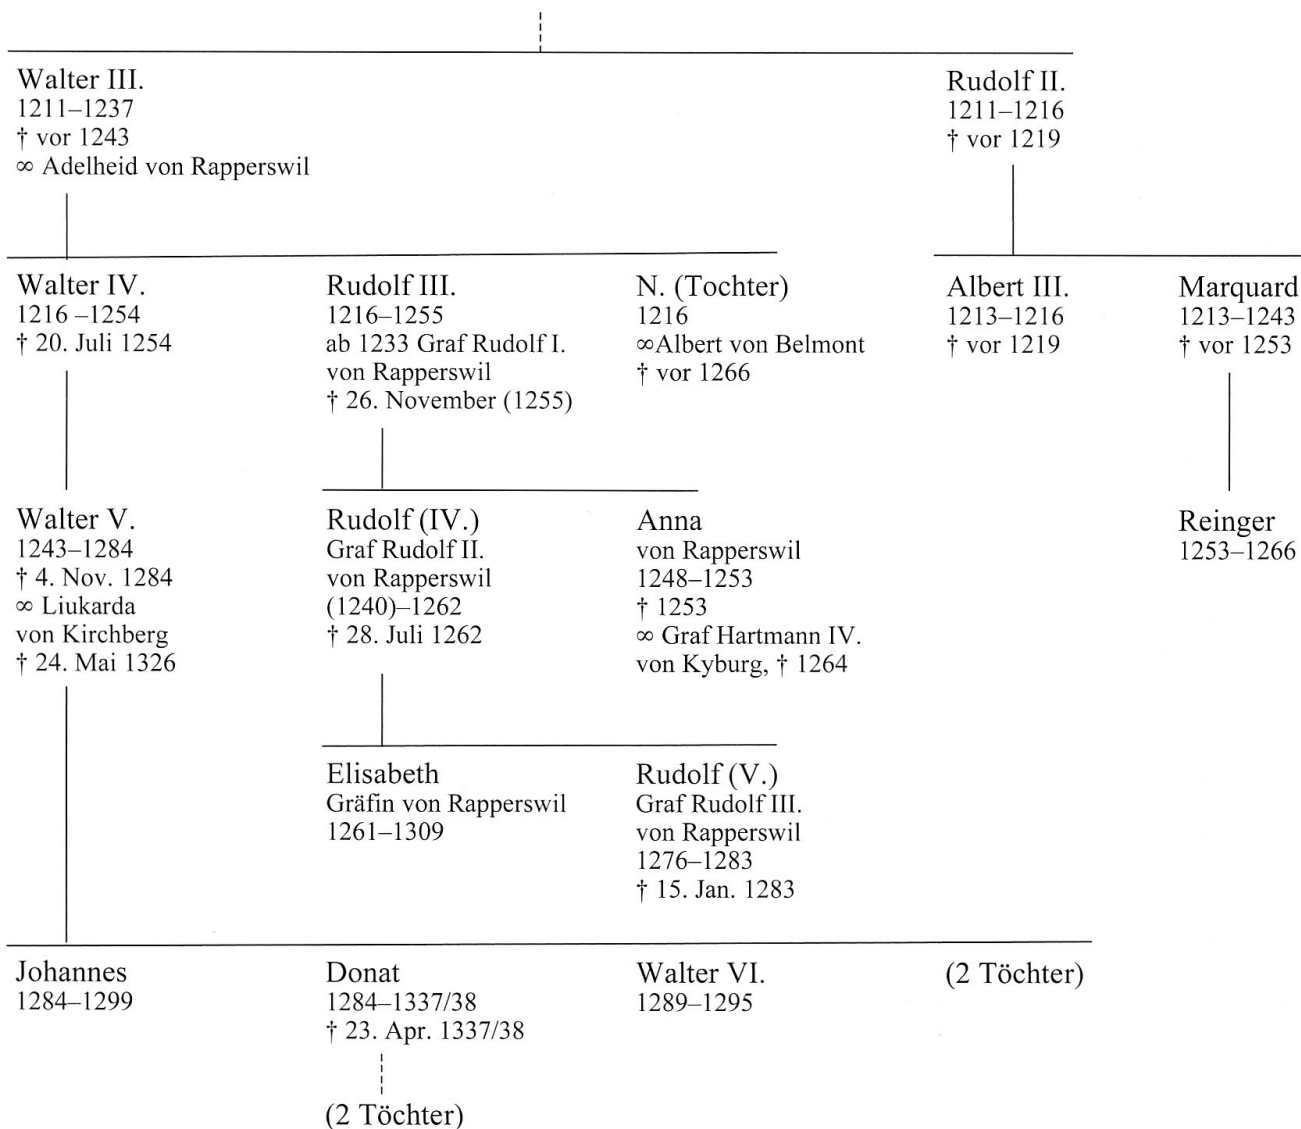 Walter III.
1211–1237
† vor 1243
∞ Adelheid von Rapperswil
Rudolf II.
1211–1216
† vor 1219
Walter IV.
1216 –1254
† 20. Juli 1254
Rudolf III.
1216–1255
ab 1233 Graf Rudolf I.
von Rapperswil
† 26. November (1255)
N. (Tochter)
1216
∞Albert von Belmont
† vor 1266
Albert III.
1213–1216
† vor 1219
Marquard
1213–1243
† vor 1253
Walter V.
1243–1284
† 4. Nov. 1284
∞ Liukarda
von Kirchberg
† 24. Mai 1326
Rudolf (IV.)
Graf Rudolf II.
von Rapperswil
(1240)–1262
† 28. Juli 1262
Anna
von Rapperswil
1248–1253
† 1253
∞ Graf Hartmann IV.
von Kyburg, † 1264
Reinger
1253–1266
Elisabeth
Gräfin von Rapperswil
1261–1309
Rudolf (V.)
Graf Rudolf III.
von Rapperswil
1276–1283
† 15. Jan. 1283
Johannes
1284–1299
Donat
1284–1337/38
† 23. Apr. 1337/38
Walter VI.
1289–1295
(2 Töchter)
(2 Töchter)